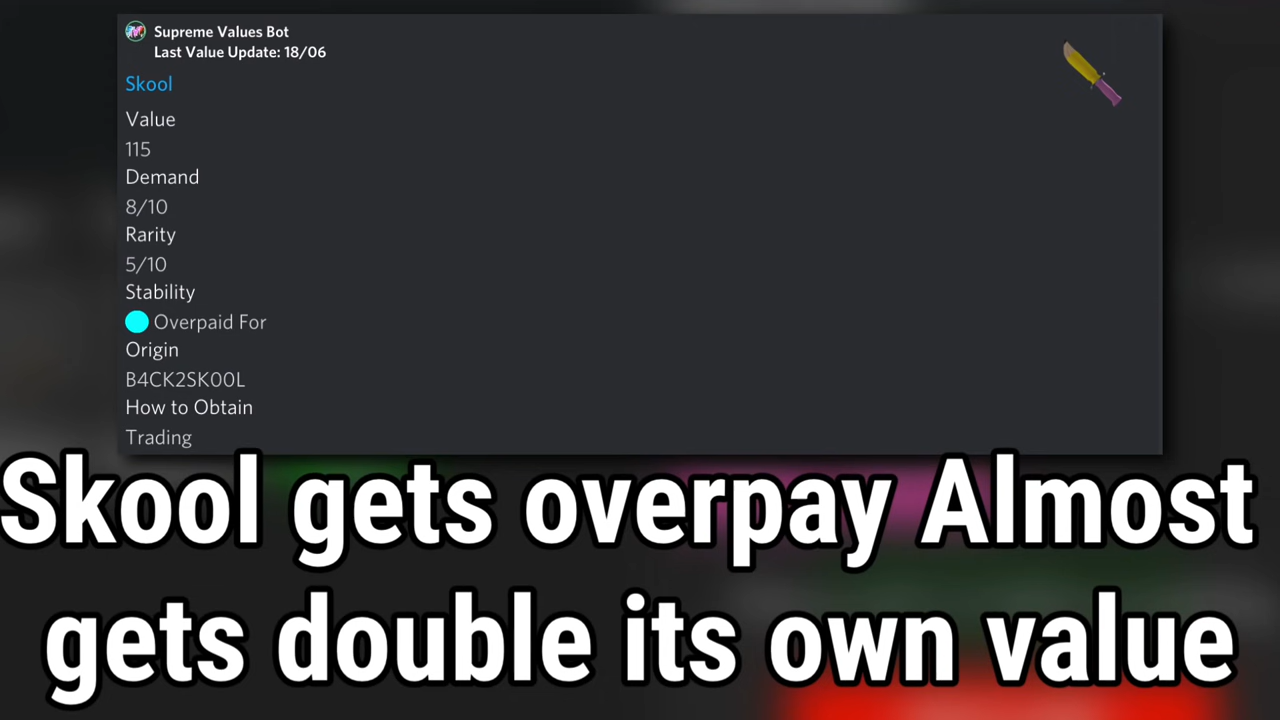 Supreme Values Bot
Last Value Update: 18/06
Skool
Value
115
Demand
8/10
Rarity
5/10
Stability
Overpaid For
Origin
B4CK2SK00L
How to Obtain
Trading
Skool gets overpay Almost
gets double its own value